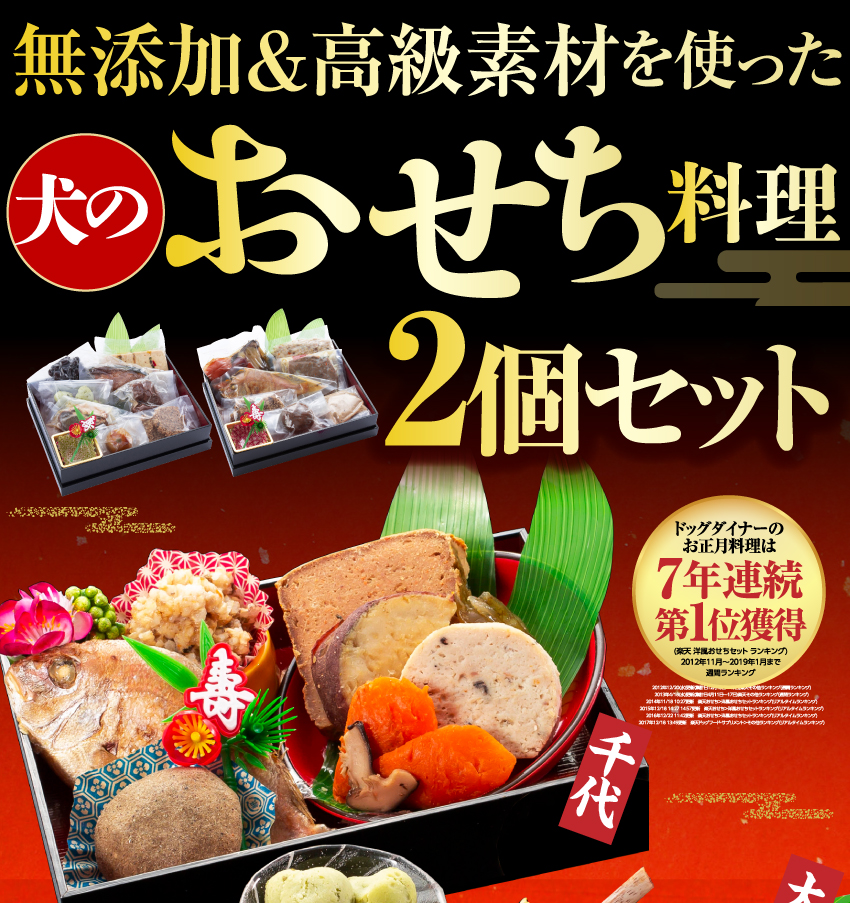 無添加&高級素材を使った
犬の
おせち料理
2個セット
ドッグダイナーの
お正月料理は
7年連続
第1位獲得
(楽天 洋風おせちセット ランキング)
2012年11月〜2019年1月まで
週間ランキング
寿
千代